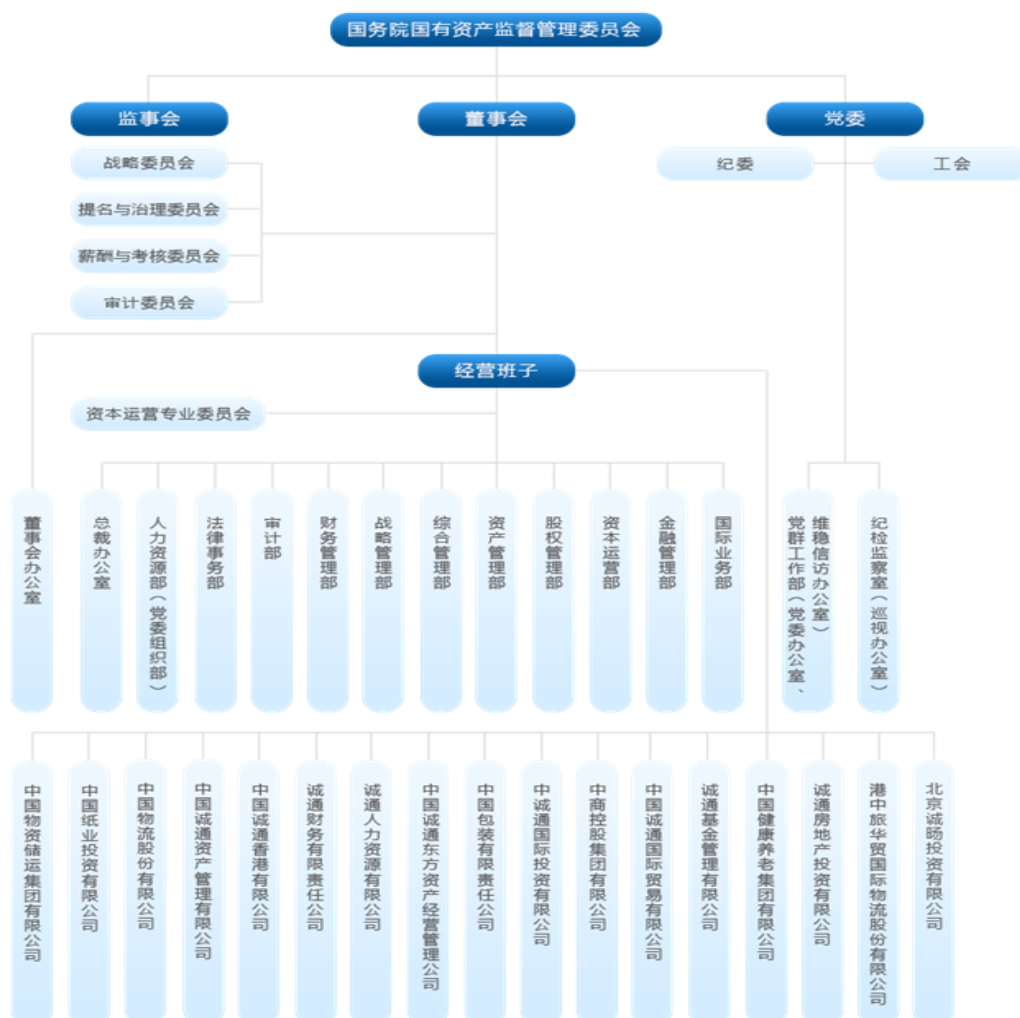 国务院国有资产监督管理委员会
监事会
董事会
党委
战略委员会
纪委
工会
提名与治理委员会
薪酬与考核委员会
审计委员会
经营班子
资本运营专业委员会
董事会办公室
总裁办公室
人力资源部（党委组织部）
法律事务部
审计部
财务管理部
战略管理部
综合管理部
资产管理部
股权管理部
资本运营部
金融管理部
国际业务部
党群工作部（党委办公室、
维稳信访办公室）
纪检监察室（巡视办公室）
中国物资储运集团有限公司
中国纸业投资有限公司
中国物流股份有限公司
中国诚通资产管理有限公司
中国诚通香港有限公司
诚通财务有限责任公司
诚通人力资源有限公司
中国诚通东方资产经营管理公司
中国包装有限责任公司
中诚通国际投资有限公司
中商控股集团有限公司
中国诚通国际贸易有限公司
诚通基金管理有限公司
中国健康养老集团有限公司
诚通房地产投资有限公司
港中旅华贸国际物流股份有限公司
北京诚旸投资有限公司